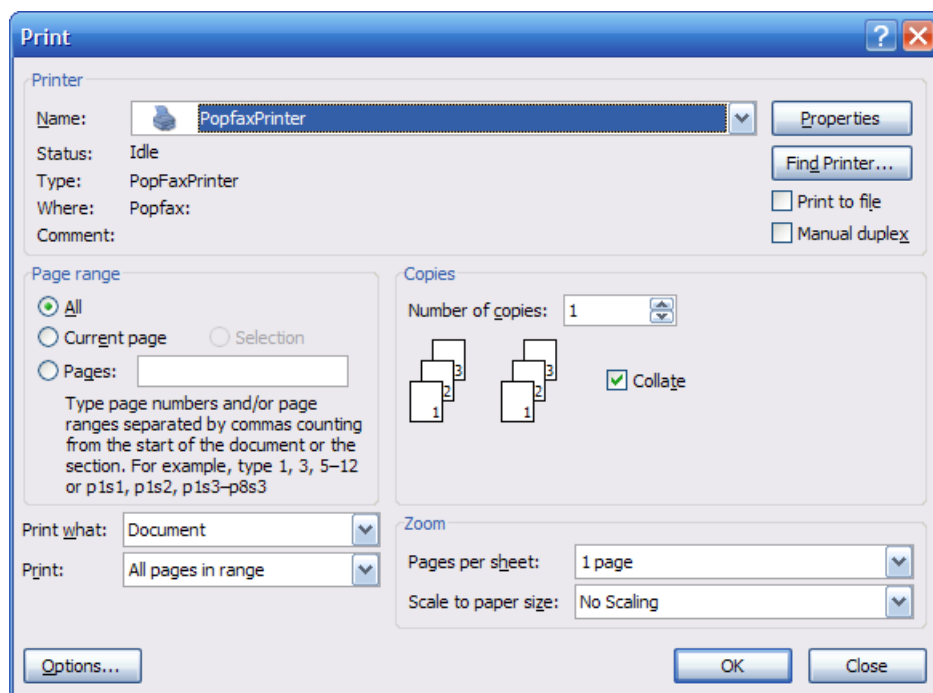 Print
Printer
Name: PopfaxPrinter Properties
Status: Idle
Find Printer...
Type: PopFaxPrinter
Where: Popfax: Print to file
Comment: Manual duplex
Page range
All
Current page Selection
Pages:
Type page numbers and/or page
ranges separated by commas counting
from the start of the document or the
section. For example, type 1, 3, 5–12
or p1s1, p1s2, p1s3–p8s3
Copies
Number of copies: 1
3 3
2 2
1 1
Collate
Print what: Document
Print: All pages in range
Zoom
Pages per sheet: 1 page
Scale to paper size: No Scaling
Options... OK Close